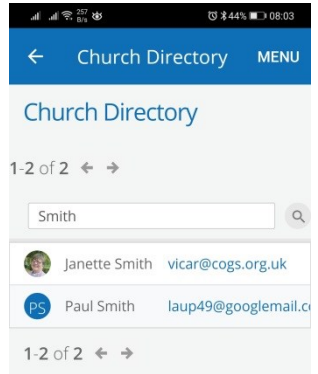 257 B/s 44% 08:03
Church Directory MENU
Church Directory
1-2 of 2
Smith
Janette Smith vicar@cogs.org.uk
PS Paul Smith laup49@googlemail.c
1-2 of 2